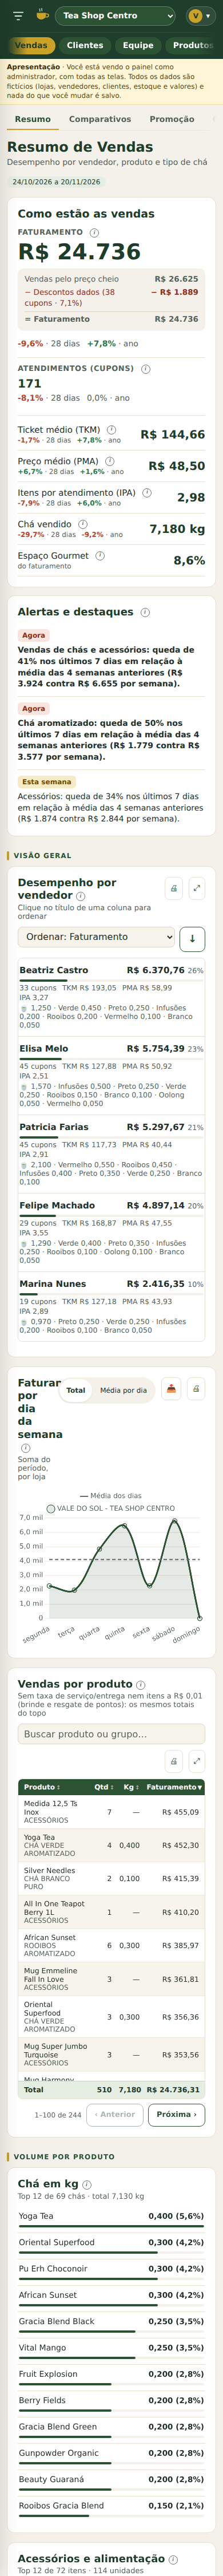 Tea Shop Centro
V
Vendas Clientes Equipe Produtos
Apresentação · Você está vendo o painel como administrador, com todas as telas. Todos os dados são fictícios (lojas, vendedores, clientes, estoque e valores) e nada do que você mudar é salvo.
Resumo Comparativos Promoção
Resumo de Vendas
Desempenho por vendedor, produto e tipo de chá
24/10/2026 a 20/11/2026
Como estão as vendas
FATURAMENTO
R$ 24.736
Vendas pelo preço cheio R$ 26.625
− Descontos dados (38 cupons · 7,1%) − R$ 1.889
= Faturamento R$ 24.736
-9,6% · 28 dias +7,8% · ano
ATENDIMENTOS (CUPONS)
171
-8,1% · 28 dias 0,0% · ano
Ticket médio (TKM) R$ 144,66
-1,7% · 28 dias +7,8% · ano
Preço médio (PMA) R$ 48,50
+6,7% · 28 dias +1,6% · ano
Itens por atendimento (IPA) 2,98
-7,9% · 28 dias +6,0% · ano
Chá vendido 7,180 kg
-29,7% · 28 dias -9,2% · ano
Espaço Gourmet 8,6%
do faturamento
Alertas e destaques
Agora
Vendas de chás e acessórios: queda de 41% nos últimos 7 dias em relação à média das 4 semanas anteriores (R$ 3.924 contra R$ 6.655 por semana).
Agora
Chá aromatizado: queda de 50% nos últimos 7 dias em relação à média das 4 semanas anteriores (R$ 1.779 contra R$ 3.577 por semana).
Esta semana
Acessórios: queda de 34% nos últimos 7 dias em relação à média das 4 semanas anteriores (R$ 1.874 contra R$ 2.844 por semana).
VISÃO GERAL
Desempenho por vendedor
Clique no título de uma coluna para ordenar
Ordenar: Faturamento ↓
Beatriz Castro R$ 6.370,76 26%
33 cupons TKM R$ 193,05 PMA R$ 58,99
IPA 3,27
1,250 · Verde 0,450 · Preto 0,250 · Infusões 0,200 · Rooibos 0,200 · Vermelho 0,100 · Branco 0,050
Elisa Melo R$ 5.754,39 23%
45 cupons TKM R$ 127,88 PMA R$ 50,92
IPA 2,51
1,570 · Infusões 0,500 · Preto 0,250 · Verde 0,250 · Rooibos 0,150 · Branco 0,100 · Oolong 0,050 · Vermelho 0,050
Patricia Farias R$ 5.297,67 21%
45 cupons TKM R$ 117,73 PMA R$ 40,44
IPA 2,91
2,100 · Vermelho 0,550 · Rooibos 0,450 · Infusões 0,400 · Preto 0,350 · Verde 0,250 · Branco 0,100
Felipe Machado R$ 4.897,14 20%
29 cupons TKM R$ 168,87 PMA R$ 47,55
IPA 3,55
1,290 · Verde 0,400 · Preto 0,350 · Infusões 0,250 · Rooibos 0,100 · Oolong 0,100 · Branco 0,050
Marina Nunes R$ 2.416,35 10%
19 cupons TKM R$ 127,18 PMA R$ 43,93
IPA 2,89
0,970 · Preto 0,250 · Verde 0,250 · Infusões 0,200 · Rooibos 0,100 · Branco 0,050
por dia da semana
Total Média por dia
Soma do período, por loja
Média dos dias
VALE DO SOL - TEA SHOP CENTRO
7,0 mil
6,0 mil
5,0 mil
4,0 mil
3,0 mil
2,0 mil
1,0 mil
0
segunda terça quarta quinta sexta sábado domingo
Vendas por produto
Sem taxa de serviço/entrega nem itens a R$ 0,01 (brinde e resgate de pontos): os mesmos totais do topo
Buscar produto ou grupo...
Produto Qtd Kg Faturamento
Medida 12,5 Ts Inox 7 — R$ 455,09
ACESSÓRIOS
Yoga Tea 4 0,400 R$ 452,30
CHÁ VERDE AROMATIZADO
Silver Needles 2 0,100 R$ 415,39
CHÁ BRANCO PURO
All In One Teapot Berry 1L 1 — R$ 410,20
ACESSÓRIOS
African Sunset 6 0,300 R$ 385,97
ROOIBOS AROMATIZADO
Mug Emmeline Fall In Love 3 — R$ 361,81
ACESSÓRIOS
Oriental Superfood 3 0,300 R$ 356,36
CHÁ VERDE AROMATIZADO
Mug Super Jumbo Turquoise 3 — R$ 353,56
ACESSÓRIOS
Mug Harmony
Total 510 7,180 R$ 24.736,31
1–100 de 244 ‹ Anterior Próxima ›
VOLUME POR PRODUTO
Chá em kg
Top 12 de 69 chás · total 7,130 kg
Yoga Tea 0,400 (5,6%)
Oriental Superfood 0,300 (4,2%)
Pu Erh Choconoir 0,300 (4,2%)
African Sunset 0,300 (4,2%)
Gracia Blend Black 0,250 (3,5%)
Vital Mango 0,250 (3,5%)
Fruit Explosion 0,200 (2,8%)
Berry Fields 0,200 (2,8%)
Gracia Blend Green 0,200 (2,8%)
Gunpowder Organic 0,200 (2,8%)
Beauty Guaraná 0,200 (2,8%)
Rooibos Gracia Blend 0,150 (2,1%)
Acessórios e alimentação
Top 12 de 72 itens · 114 unidades